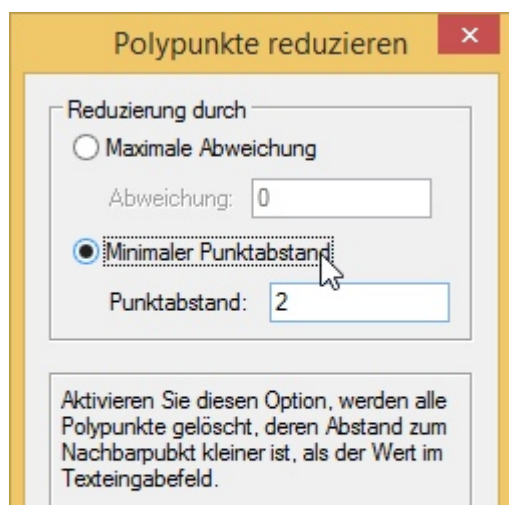 Polypunkte reduzieren
Reduzierung durch
Maximale Abweichung
Abweichung: 0
Minimaler Punktabstand
Punktabstand: 2
Aktivieren Sie diesen Option, werden alle
Polypunkte gelöscht, deren Abstand zum
Nachbarpubkt kleiner ist, als der Wert im
Texteingabefeld.